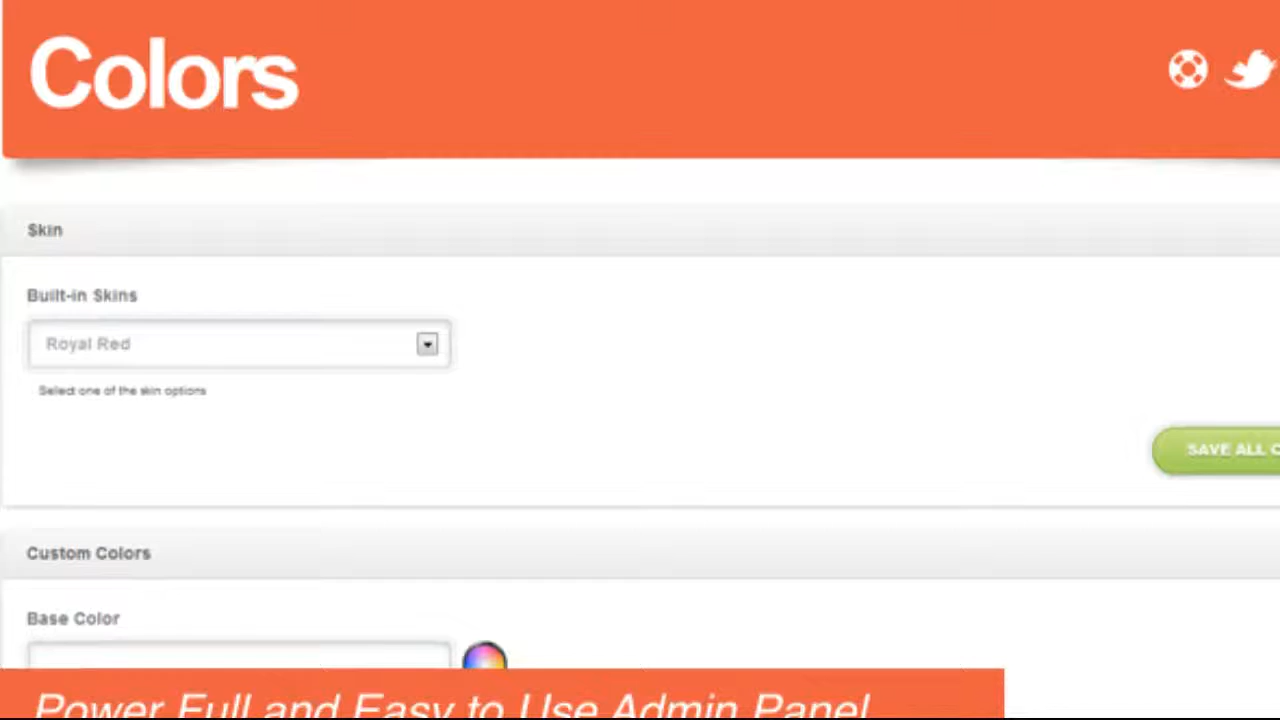 Colors
Skin
Built-in Skins
Royal Red
Select one of the skin options
SAVE ALL
Custom Colors
Base Color
Power Full and Easy to Use Admin Panel